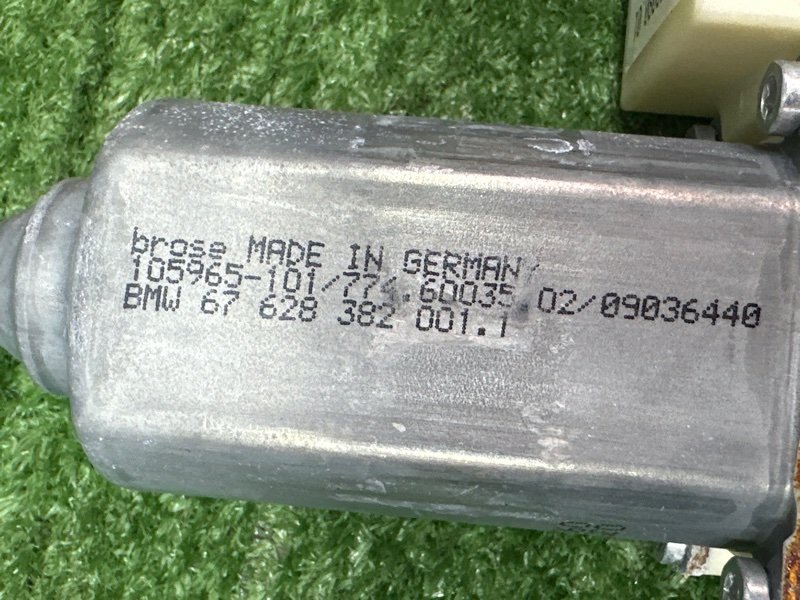 brose MADE IN GERMANY
105965-101/774.60035.02/09036440
BMW 67 628 382 001.1